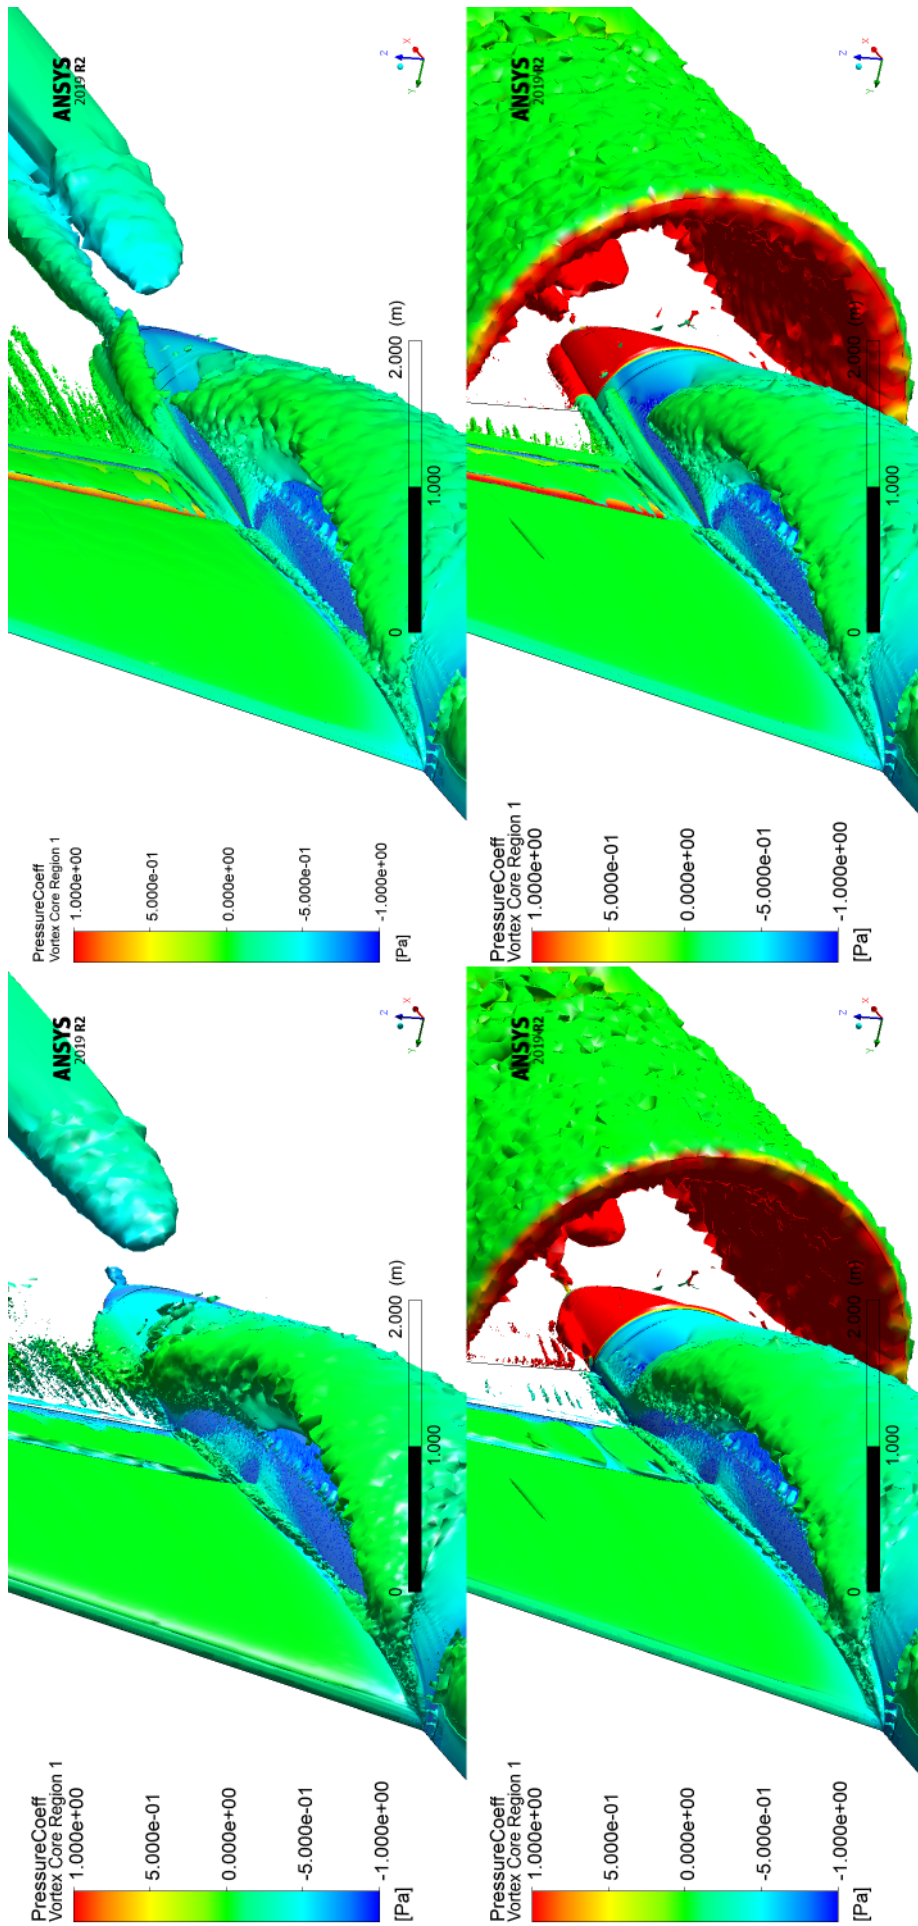 PressureCoeff
Vortex Core Region 1
1.000e+00
5.000e-01
0.000e+00
-5.000e-01
-1.000e+00
[Pa]
0 1.000 2.000 (m)
ANSYS
2019 R2
Z
X
Y
PressureCoeff
Vortex Core Region 1
1.000e+00
5.000e-01
0.000e+00
-5.000e-01
-1.000e+00
[Pa]
0 1.000 2.000 (m)
ANSYS
2019 R2
Z
X
Y
PressureCoeff
Vortex Core Region 1
1.000e+00
5.000e-01
0.000e+00
-5.000e-01
-1.000e+00
[Pa]
0 1.000 2.000 (m)
ANSYS
2019 R2
Z
X
Y
PressureCoeff
Vortex Core Region 1
1.000e+00
5.000e-01
0.000e+00
-5.000e-01
-1.000e+00
[Pa]
0 1.000 2.000 (m)
ANSYS
2019 R2
Z
X
Y